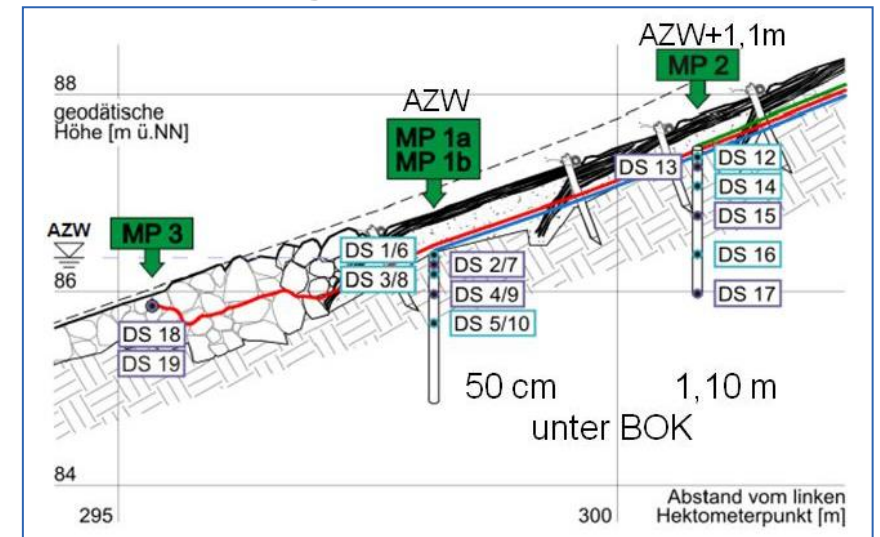 AZW+1,1m
MP 2
88
geodätische
Höhe [m ü.NN]
AZW
MP 1a
MP 1b
DS 13
DS 12
DS 14
DS 15
DS 16
DS 17
AZW
MP 3
DS 1/6
DS 3/8
DS 2/7
DS 4/9
DS 5/10
86
DS 18
DS 19
50 cm
1,10 m
unter BOK
84
295
300
Abstand vom linken
Hektometerpunkt [m]